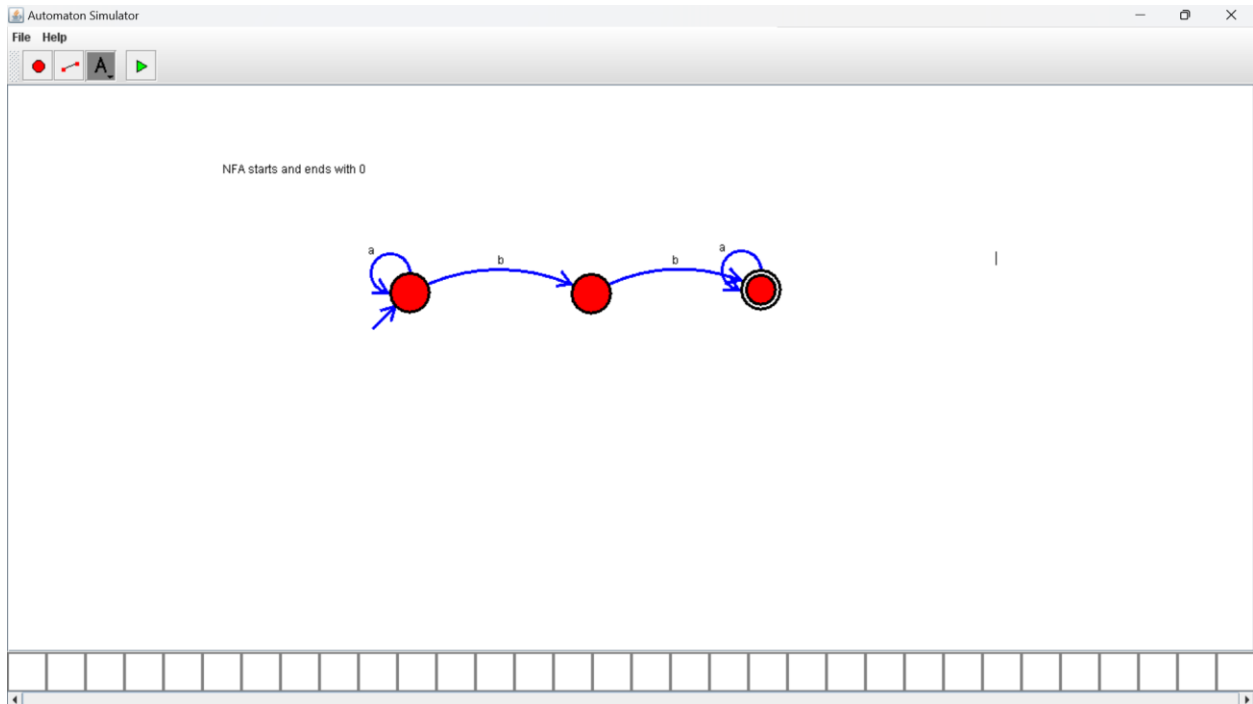 Automaton Simulator
File Help
A
NFA starts and ends with 0
a b b a